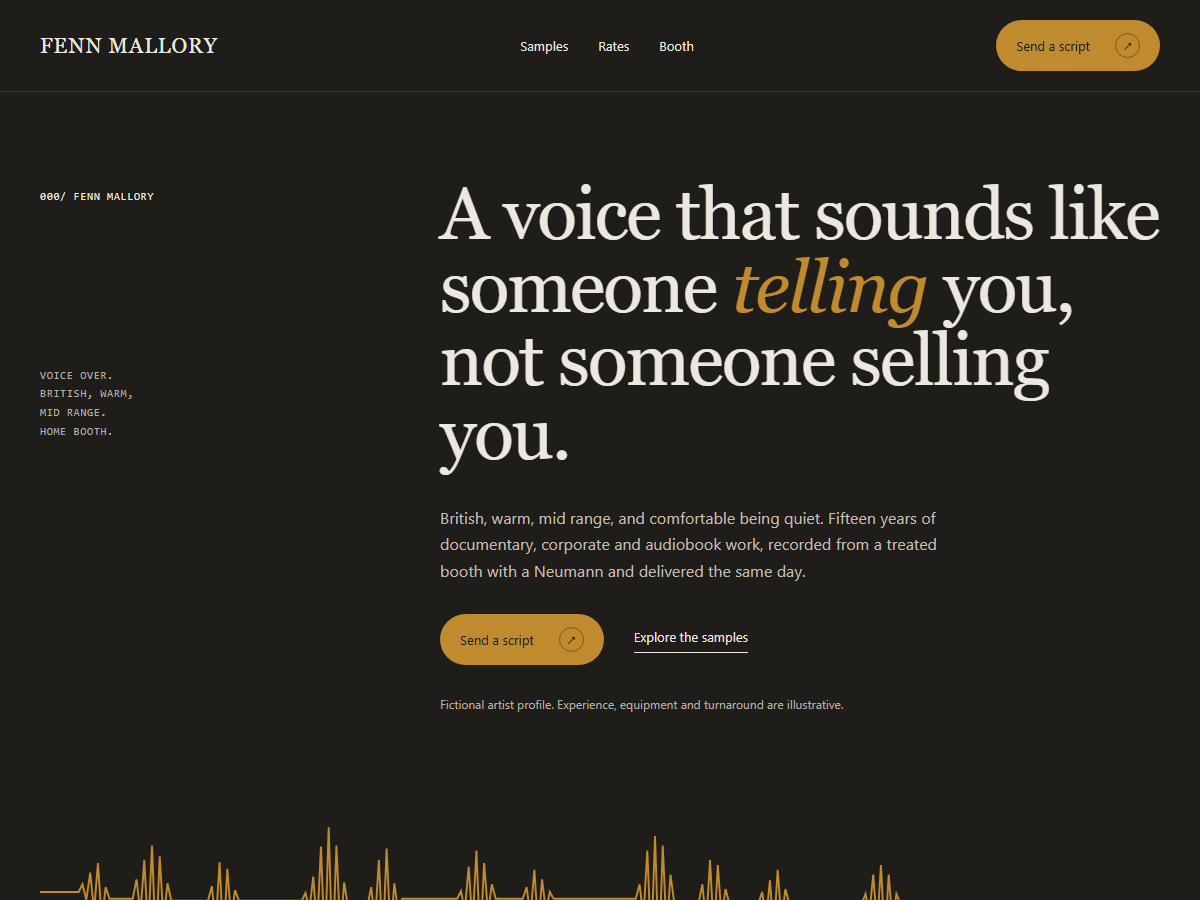 FENN MALLORY
Samples
Rates
Booth
Send a script ↗
000/ FENN MALLORY
A voice that sounds like
someone telling you,
not someone selling
you.
VOICE OVER.
BRITISH, WARM,
MID RANGE.
HOME BOOTH.
British, warm, mid range, and comfortable being quiet. Fifteen years of
documentary, corporate and audiobook work, recorded from a treated
booth with a Neumann and delivered the same day.
Send a script ↗
Explore the samples
Fictional artist profile. Experience, equipment and turnaround are illustrative.